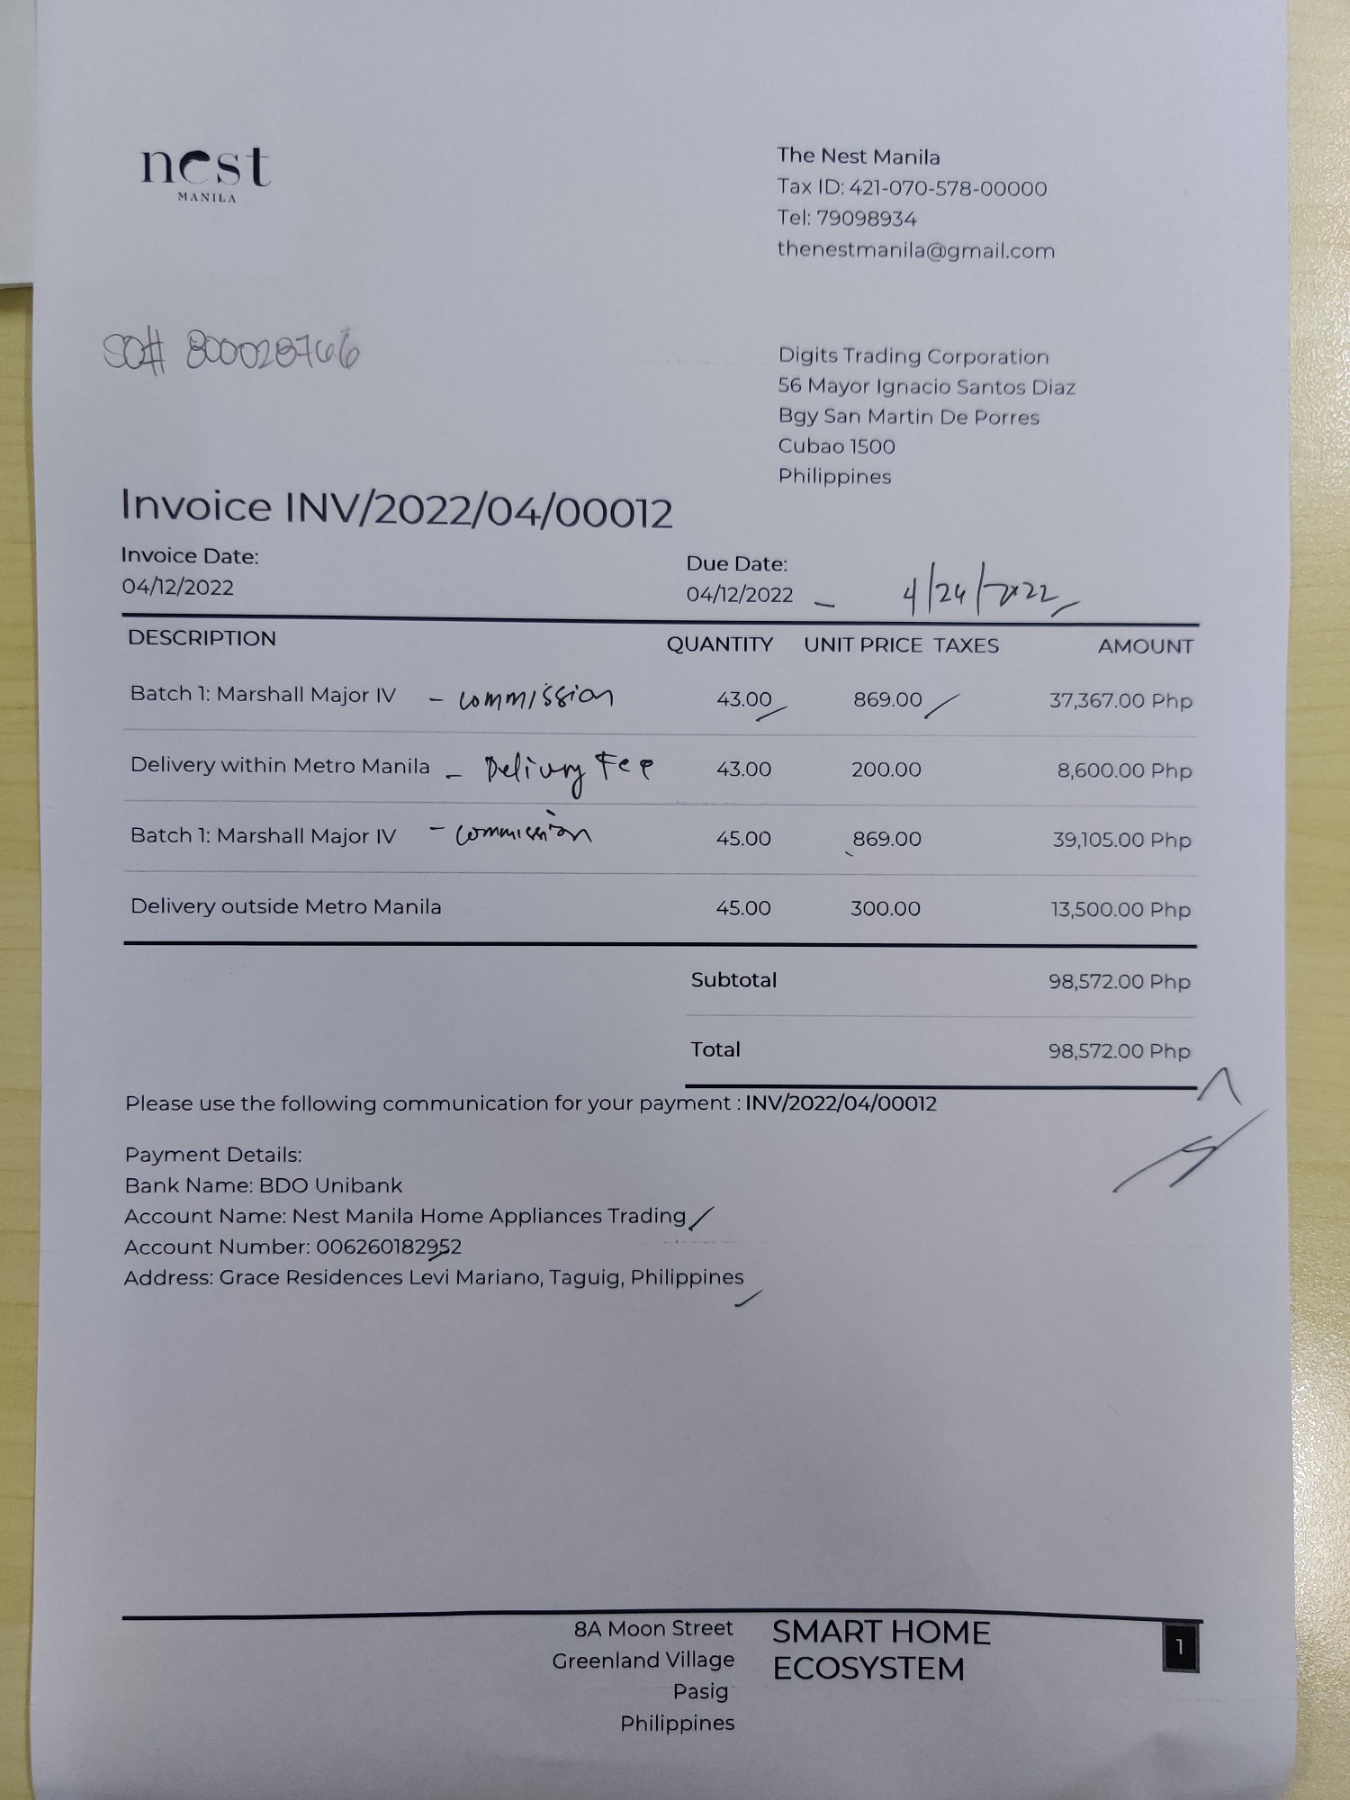 nest
MANILA
The Nest Manila
Tax ID: 421-070-578-00000
Tel: 79098934
thenestmanila@gmail.com
SO# 800028766
Digits Trading Corporation
56 Mayor Ignacio Santos Diaz
Bgy San Martin De Porres
Cubao 1500
Philippines
Invoice INV/2022/04/00012
Invoice Date:
04/12/2022
Due Date:
04/12/2022 - 4/24/2022
DESCRIPTION QUANTITY UNIT PRICE TAXES AMOUNT
Batch 1: Marshall Major IV - commission 43.00 869.00 37,367.00 Php
Delivery within Metro Manila - Delivery Fee 43.00 200.00 8,600.00 Php
Batch 1: Marshall Major IV - commission 45.00 869.00 39,105.00 Php
Delivery outside Metro Manila 45.00 300.00 13,500.00 Php
Subtotal 98,572.00 Php
Total 98,572.00 Php
Please use the following communication for your payment : INV/2022/04/00012
Payment Details:
Bank Name: BDO Unibank
Account Name: Nest Manila Home Appliances Trading
Account Number: 006260182952
Address: Grace Residences Levi Mariano, Taguig, Philippines
8A Moon Street
Greenland Village
Pasig
Philippines
SMART HOME
ECOSYSTEM
1